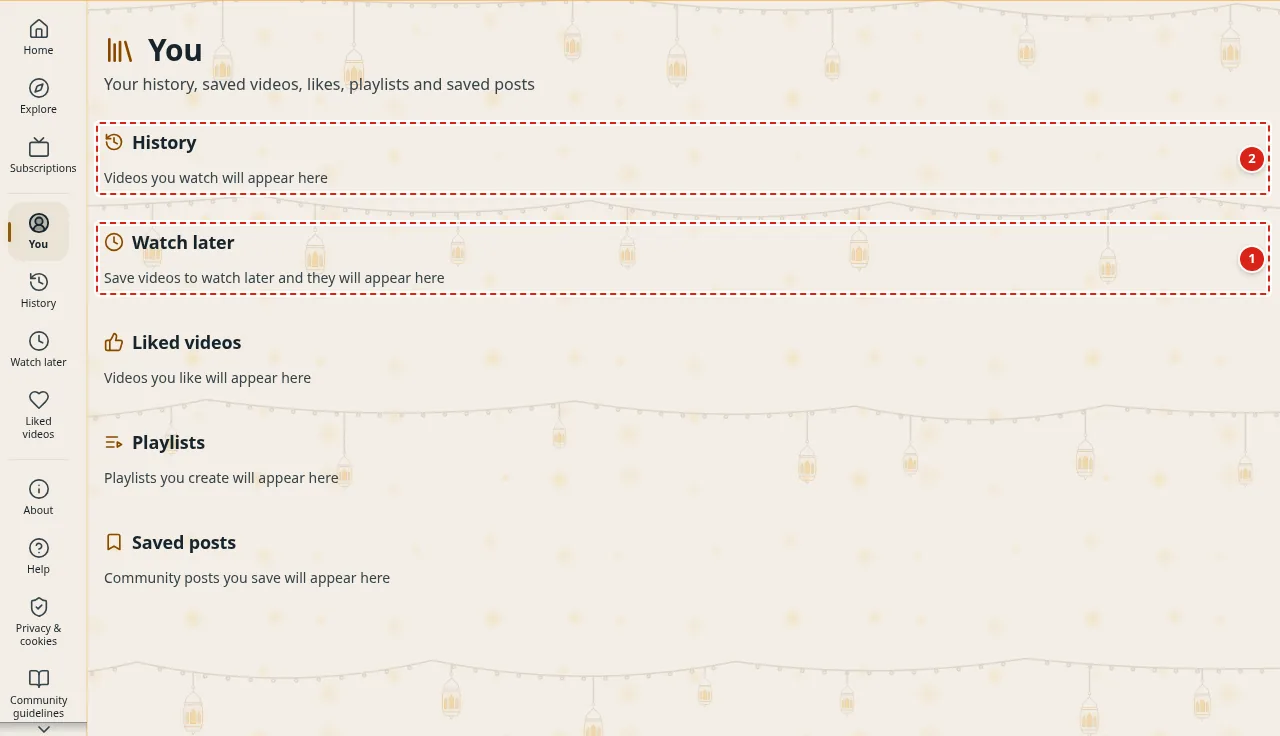 Home
Explore
Subscriptions
You
History
Watch later
Liked
videos
About
Help
Privacy &
cookies
Community
guidelines
You
Your history, saved videos, likes, playlists and saved posts
History
Videos you watch will appear here
2
Watch later
Save videos to watch later and they will appear here
1
Liked videos
Videos you like will appear here
Playlists
Playlists you create will appear here
Saved posts
Community posts you save will appear here